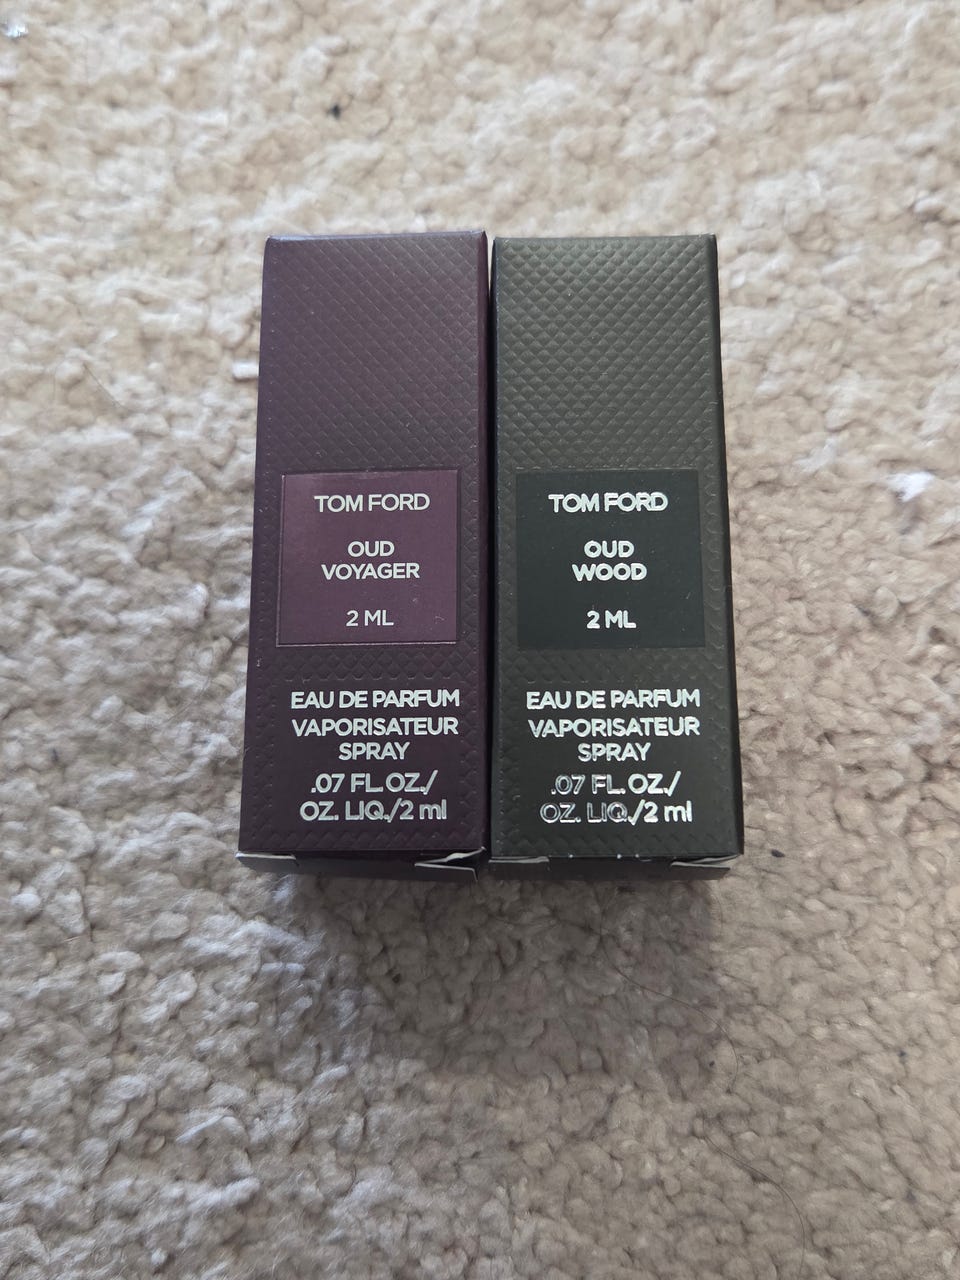 TOM FORD
OUD
VOYAGER
2 ML
EAU DE PARFUM
VAPORISATEUR
SPRAY
.07 FL.OZ./
OZ. LIQ./2 ml
TOM FORD
OUD
WOOD
2 ML
EAU DE PARFUM
VAPORISATEUR
SPRAY
.07 FL.OZ./
OZ. LIQ./2 ml